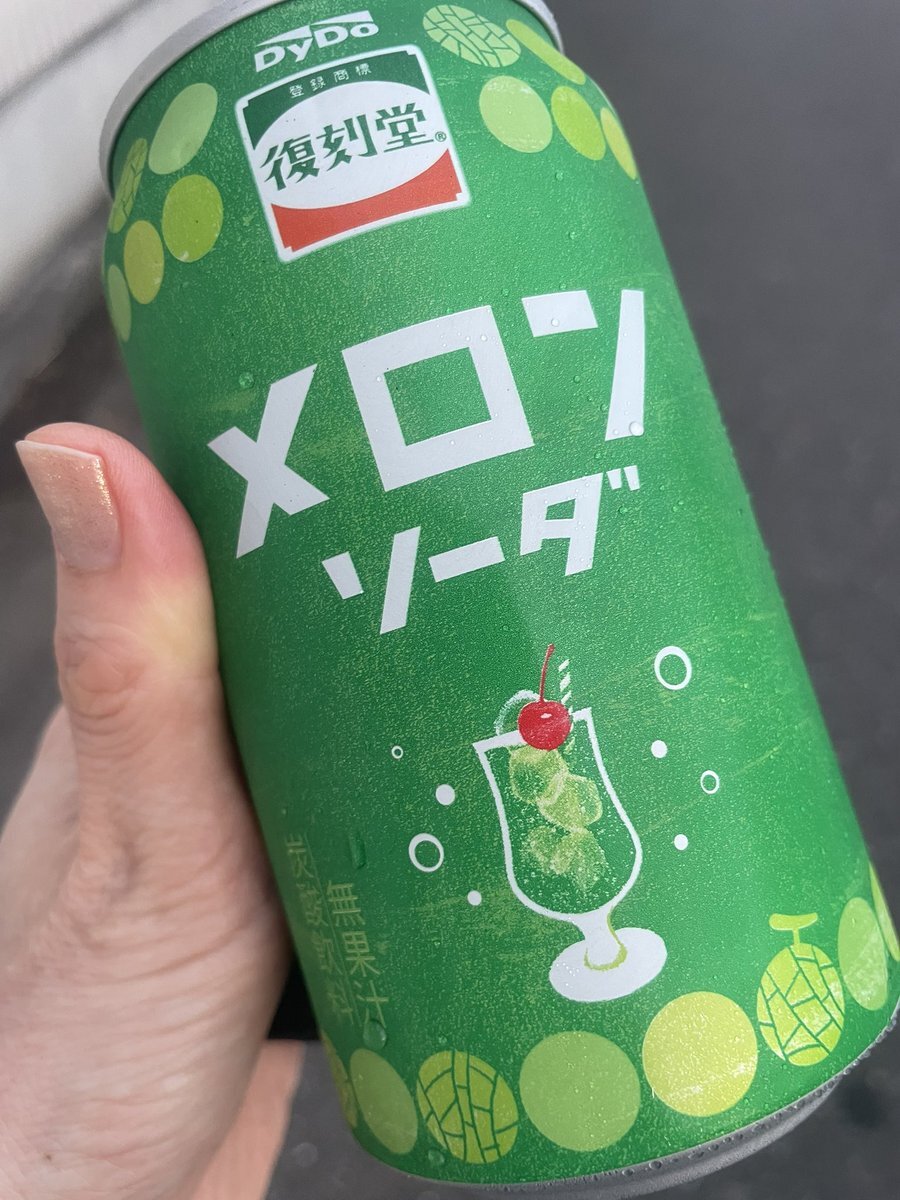 DyDo
登録商標
復刻堂®
メロン
ソーダ
無果汁
炭酸飲料